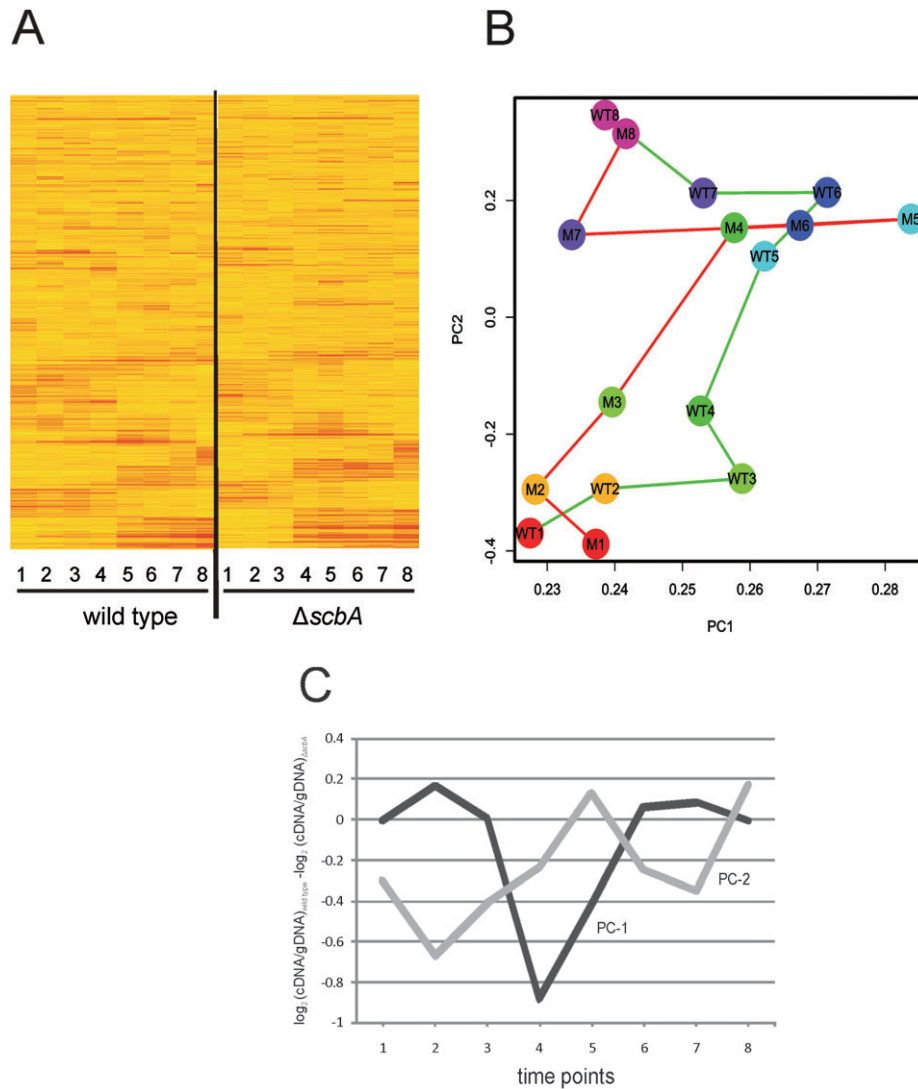 A
1 2 3 4 5 6 7 8 1 2 3 4 5 6 7 8
wild type ΔscbA
B
PC2
0.2
0.0
-0.2
-0.4
WT8
M8
WT7
WT6
M5
M7
M4
M6
WT5
M3
WT4
WT3
M2
WT2
WT1
M1
0.23 0.24 0.25 0.26 0.27 0.28
PC1
C
log₂ (cDNA/gDNA)wild type -log₂ (cDNA/gDNA)ΔscbA
0.4
0.2
0
-0.2
-0.4
-0.6
-0.8
-1
PC-2
PC-1
1 2 3 4 5 6 7 8
time points